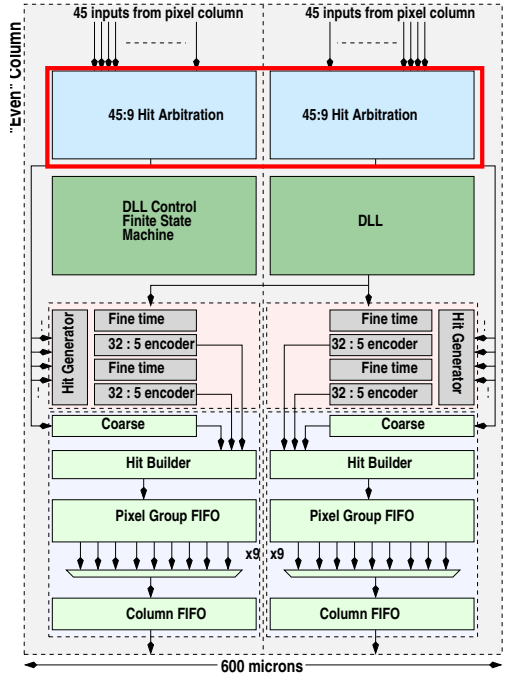 45 inputs from pixel column
45 inputs from pixel column
"Even" Column
45:9 Hit Arbitration
45:9 Hit Arbitration
DLL Control
Finite State
Machine
DLL
Hit Generator
Fine time
32 : 5 encoder
Fine time
32 : 5 encoder
Fine time
32 : 5 encoder
Fine time
32 : 5 encoder
Hit Generator
Coarse
Coarse
Hit Builder
Hit Builder
Pixel Group FIFO
Pixel Group FIFO
x9
x9
Column FIFO
Column FIFO
600 microns